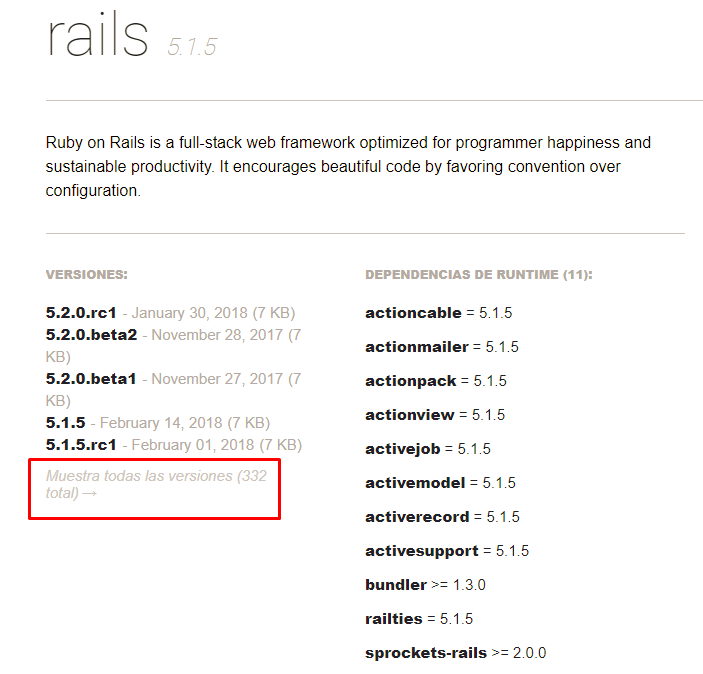 rails 5.1.5
Ruby on Rails is a full-stack web framework optimized for programmer happiness and
sustainable productivity. It encourages beautiful code by favoring convention over
configuration.
VERSIONES:
5.2.0.rc1 - January 30, 2018 (7 KB)
5.2.0.beta2 - November 28, 2017 (7
KB)
5.2.0.beta1 - November 27, 2017 (7
KB)
5.1.5 - February 14, 2018 (7 KB)
5.1.5.rc1 - February 01, 2018 (7 KB)
Muestra todas las versiones (332
total) →
DEPENDENCIAS DE RUNTIME (11):
actioncable = 5.1.5
actionmailer = 5.1.5
actionpack = 5.1.5
actionview = 5.1.5
activejob = 5.1.5
activemodel = 5.1.5
activerecord = 5.1.5
activesupport = 5.1.5
bundler >= 1.3.0
railties = 5.1.5
sprockets-rails >= 2.0.0